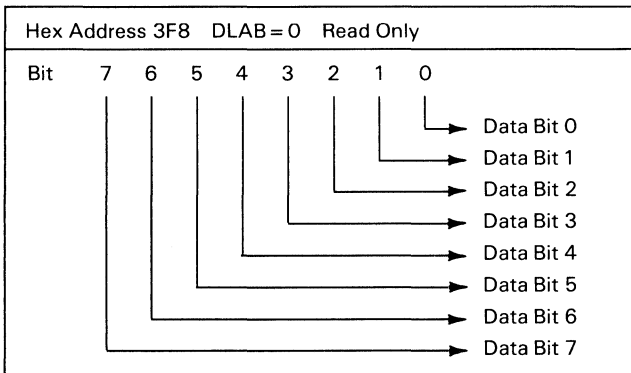 Hex Address 3F8 DLAB = 0 Read Only
Bit 7 6 5 4 3 2 1 0
Data Bit 0
Data Bit 1
Data Bit 2
Data Bit 3
Data Bit 4
Data Bit 5
Data Bit 6
Data Bit 7